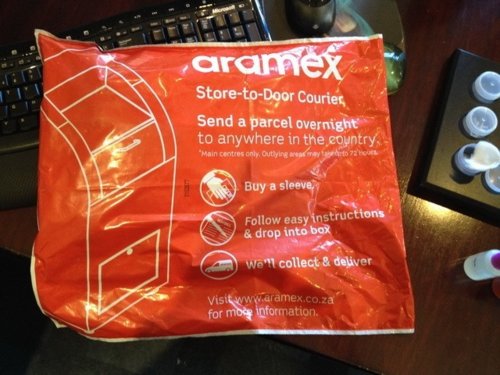 Microsoft
aramex
Store-to-Door Courier
Send a parcel overnight
to anywhere in the country.
*Main centres only. Outlying areas may take up to 72 hours.
Buy a sleeve.
Follow easy instructions
& drop into box
We'll collect & deliver
Visit www.aramex.co.za
for more information.